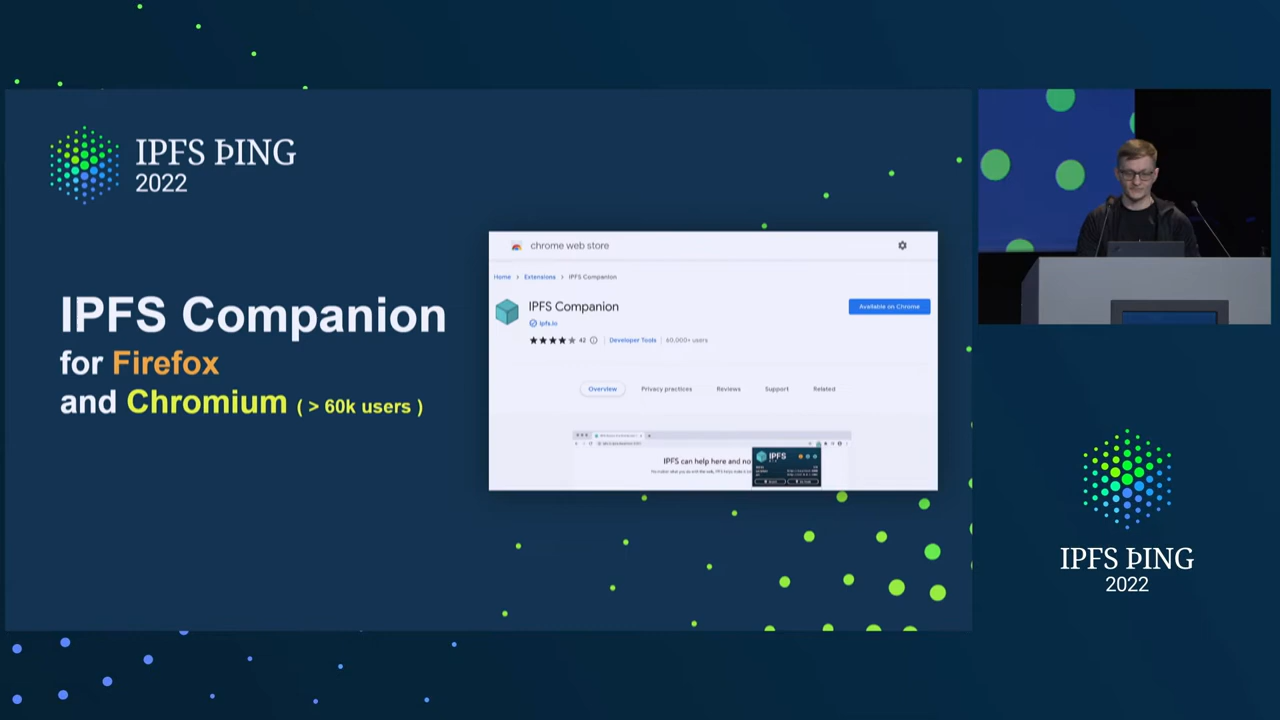 IPFS ÞING
2022
IPFS Companion
for Firefox
and Chromium ( > 60k users )
chrome web store
Home > Extensions > IPFS Companion
IPFS Companion
Available on Chrome
ipfs.io
42 Developer Tools 60,000+ users
Overview Privacy practices Reviews Support Related
IPFS can help here and no
IPFS
IPFS ÞING
2022